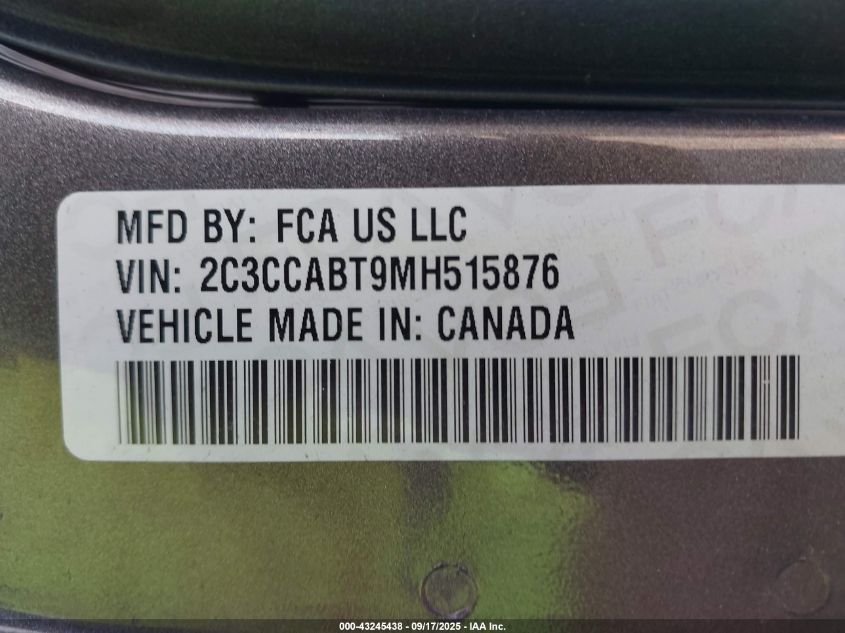 MFD BY: FCA US LLC
VIN: 2C3CCABT9MH515876
VEHICLE MADE IN: CANADA
000-43245438 - 09/17/2025 - IAA Inc.